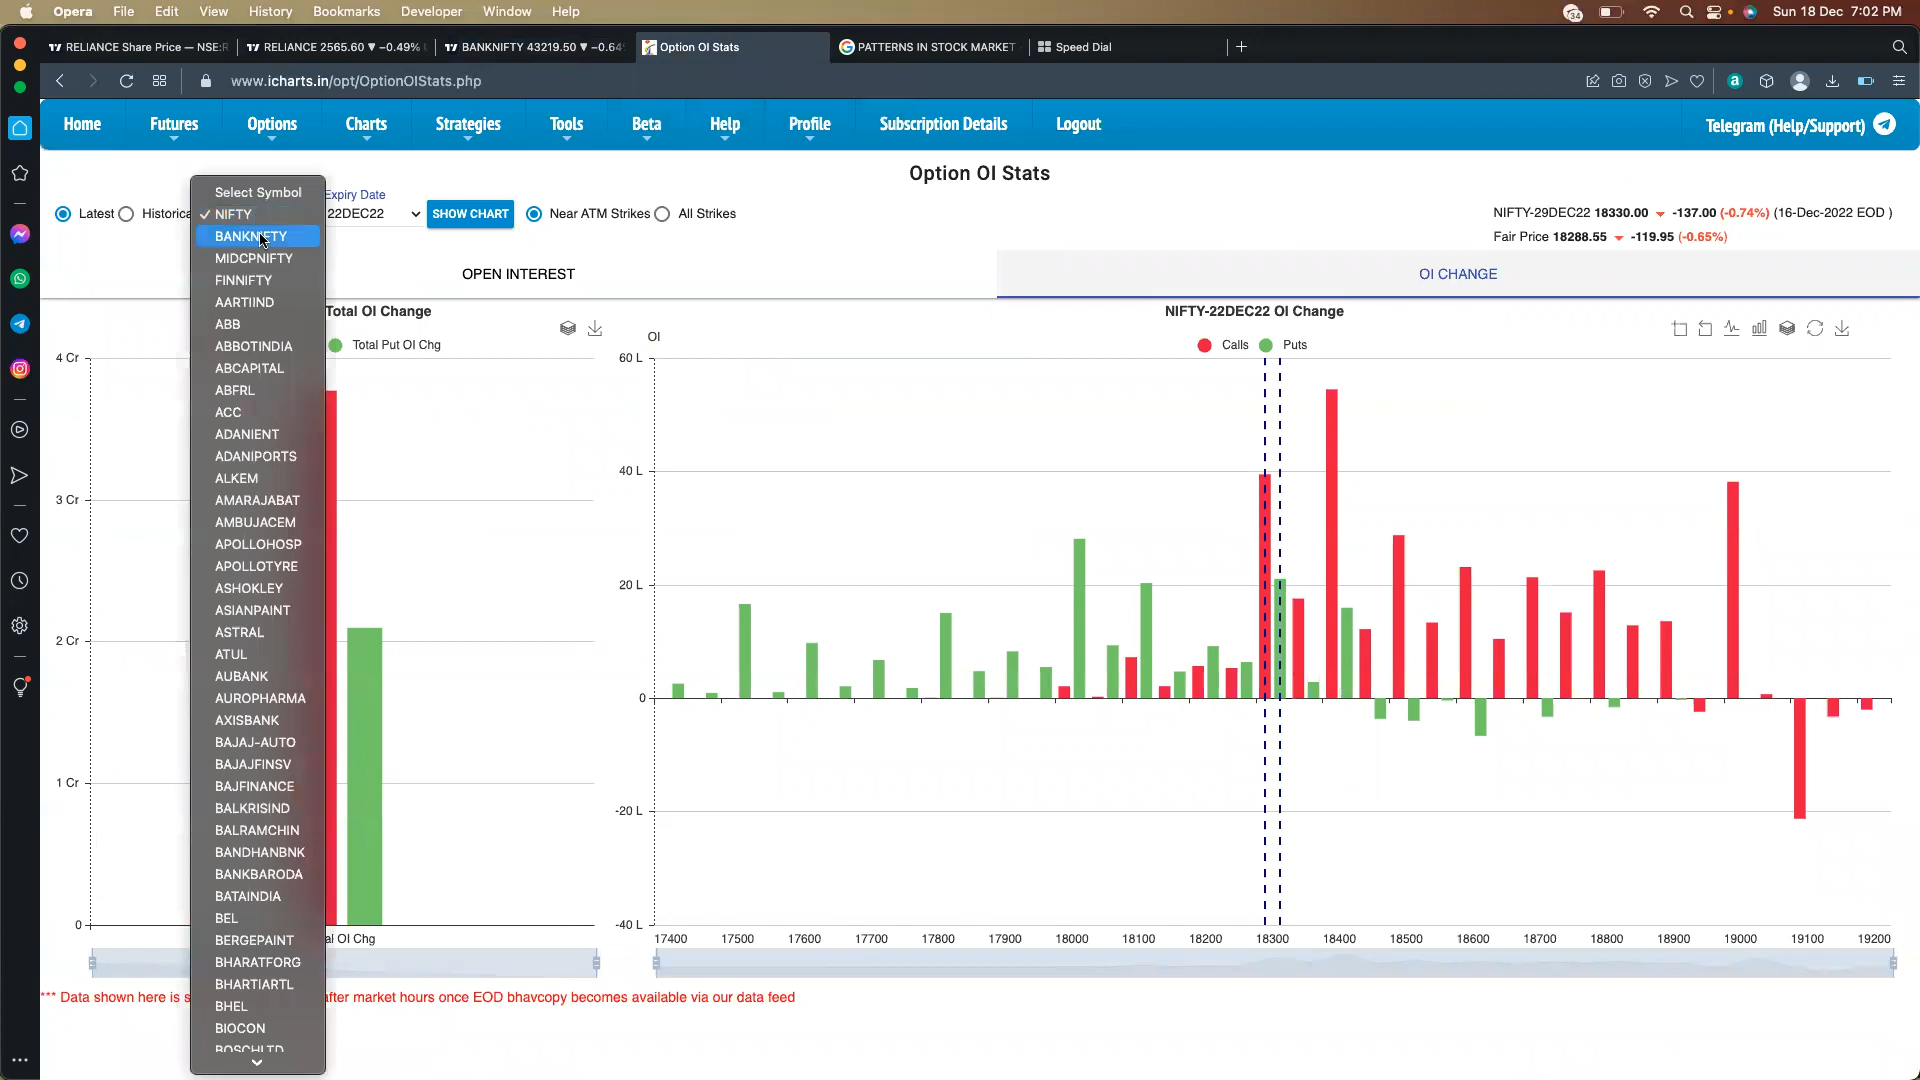 Opera File Edit View History Bookmarks Developer Window Help
34
Sun 18 Dec 7:02 PM
RELIANCE Share Price — NSE:R
RELIANCE 2565.60 ▼ −0.49%
BANKNIFTY 43219.50 ▼ −0.64
Option OI Stats
PATTERNS IN STOCK MARKET
Speed Dial
www.icharts.in/opt/OptionOIStats.php
Home Futures Options Charts Strategies Tools Beta Help Profile Subscription Details Logout
Telegram (Help/Support)
Option OI Stats
Latest Historica
Expiry Date
22DEC22
SHOW CHART
Near ATM Strikes All Strikes
NIFTY-29DEC22 18330.00 ▼ -137.00 (-0.74%) (16-Dec-2022 EOD )
Fair Price 18288.55 ▼ -119.95 (-0.65%)
OPEN INTEREST
OI CHANGE
Select Symbol
✓ NIFTY
BANKNIFTY
MIDCPNIFTY
FINNIFTY
AARTIIND
ABB
ABBOTINDIA
ABCAPITAL
ABFRL
ACC
ADANIENT
ADANIPORTS
ALKEM
AMARAJABAT
AMBUJACEM
APOLLOHOSP
APOLLOTYRE
ASHOKLEY
ASIANPAINT
ASTRAL
ATUL
AUBANK
AUROPHARMA
AXISBANK
BAJAJ-AUTO
BAJAJFINSV
BAJFINANCE
BALKRISIND
BALRAMCHIN
BANDHANBNK
BANKBARODA
BATAINDIA
BEL
BERGEPAINT
BHARATFORG
BHARTIARTL
BHEL
BIOCON
BOSCHLTD
Total OI Change
Total Put OI Chg
4 Cr
3 Cr
2 Cr
1 Cr
0
al OI Chg
NIFTY-22DEC22 OI Change
OI
Calls Puts
60 L
40 L
20 L
0
-20 L
-40 L
17400 17500 17600 17700 17800 17900 18000 18100 18200 18300 18400 18500 18600 18700 18800 18900 19000 19100 19200
*** Data shown here is s
fter market hours once EOD bhavcopy becomes available via our data feed